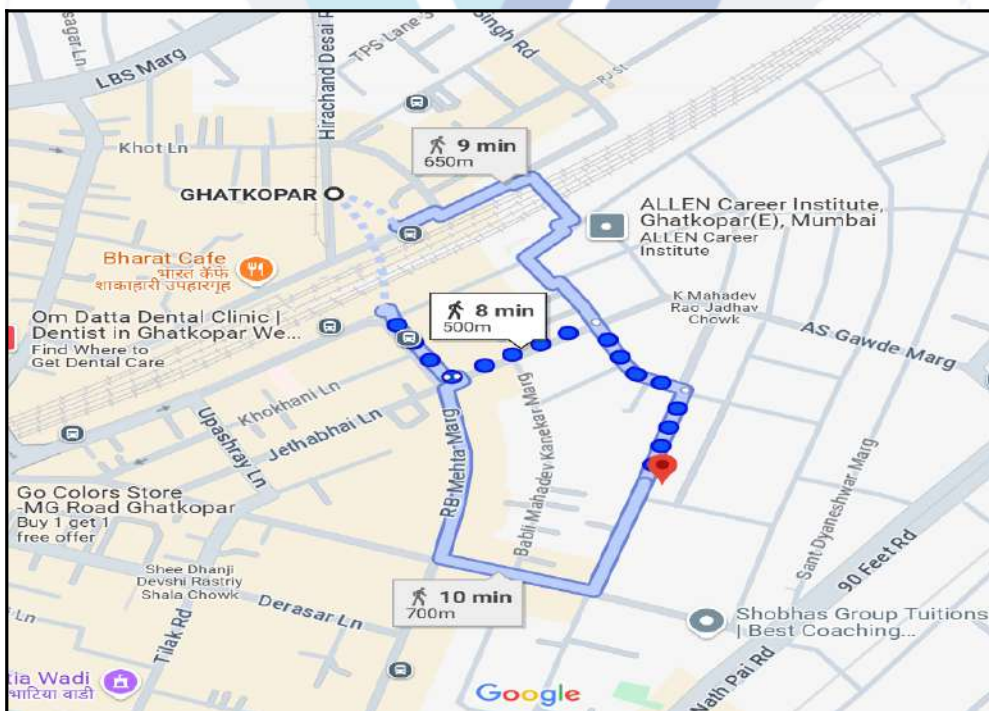 LBS Marg
Hirachand Desai R
TPS-Lane-
Singh Rd
RJ St
Khot Ln
9 min
650m
GHATKOPAR
ALLEN Career Institute,
Ghatkopar(E), Mumbai
ALLEN Career
Institute
Bharat Cafe
भारत कॅफे
शाकाहारी उपहारगृह
8 min
500m
K Mahadev
Rao Jadhav
Chowk
Om Datta Dental Clinic |
Dentist in Ghatkopar We...
Find Where to
Get Dental Care
AS Gawde Marg
Khokhani Ln
Jethabhai Ln
Upashray Ln
RB Mehta Marg
Babli Mahadev Kanekar Marg
Sant Dyaneshwar Marg
90 Feet Rd
Go Colors Store
-MG Road Ghatkopar
Buy 1 get 1
free offer
Shee Dhanji
Devshi Rastriy
Shala Chowk
10 min
700m
Derasar Ln
Tilak Rd
Shobhas Group Tuitions
| Best Coaching...
tia Wadi
भाटिया वाडी
Nath Pai Rd
Google